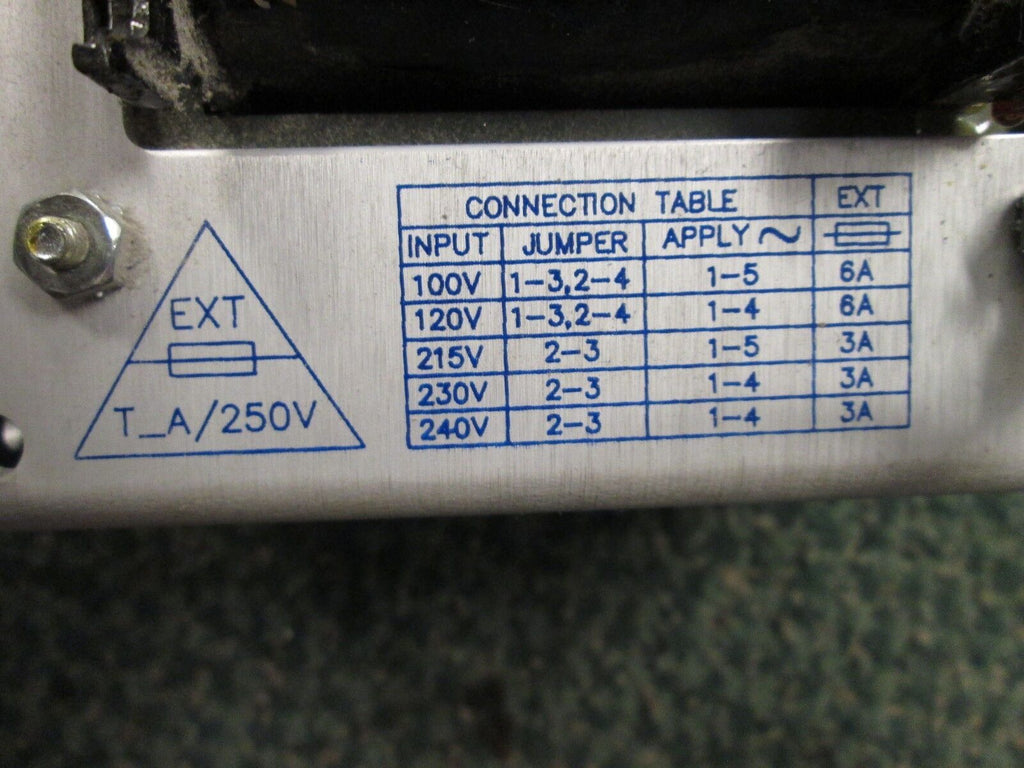 CONNECTION TABLE EXT
INPUT JUMPER APPLY ~
100V 1-3,2-4 1-5 6A
120V 1-3,2-4 1-4 6A
215V 2-3 1-5 3A
230V 2-3 1-4 3A
240V 2-3 1-4 3A
EXT
T_A/250V